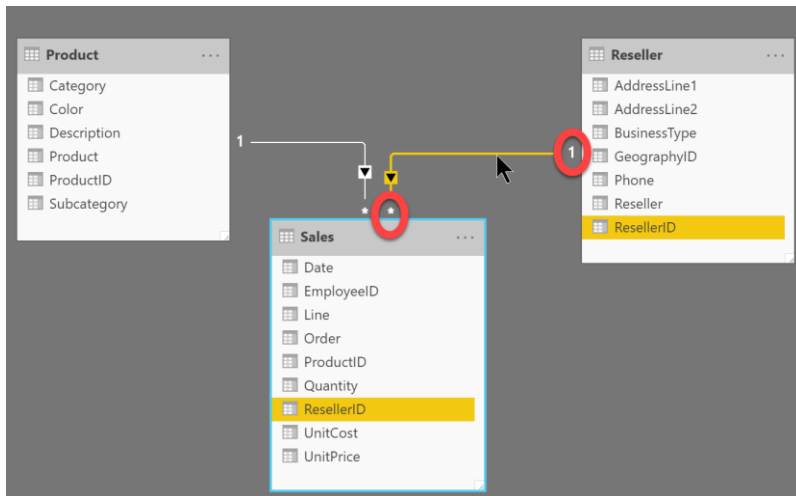 Product ...
Category
Color
Description
Product
ProductID
Subcategory
1
Reseller ...
AddressLine1
AddressLine2
BusinessType
GeographyID
Phone
Reseller
ResellerID
1
* *
Sales ...
Date
EmployeeID
Line
Order
ProductID
Quantity
ResellerID
UnitCost
UnitPrice